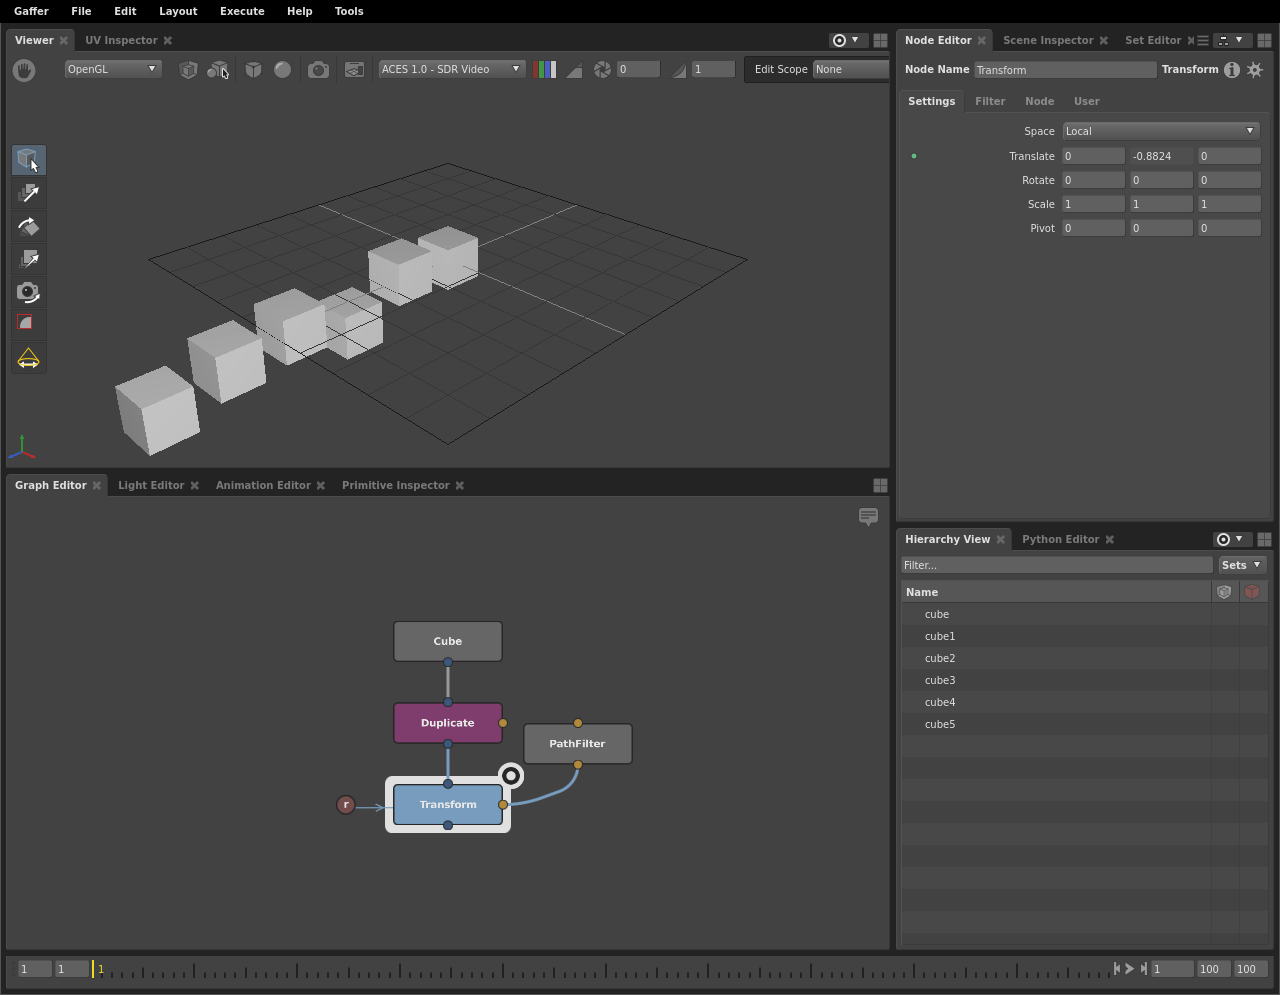 Gaffer File Edit Layout Execute Help Tools
Viewer UV Inspector
OpenGL ACES 1.0 - SDR Video 0 1 Edit Scope None
Node Editor Scene Inspector Set Editor
Node Name Transform Transform
Settings Filter Node User
Space Local
Translate 0 -0.8824 0
Rotate 0 0 0
Scale 1 1 1
Pivot 0 0 0
Graph Editor Light Editor Animation Editor Primitive Inspector
Cube
Duplicate
PathFilter
r Transform
Hierarchy View Python Editor
Filter... Sets
Name
cube
cube1
cube2
cube3
cube4
cube5
1 1 1 1 100 100